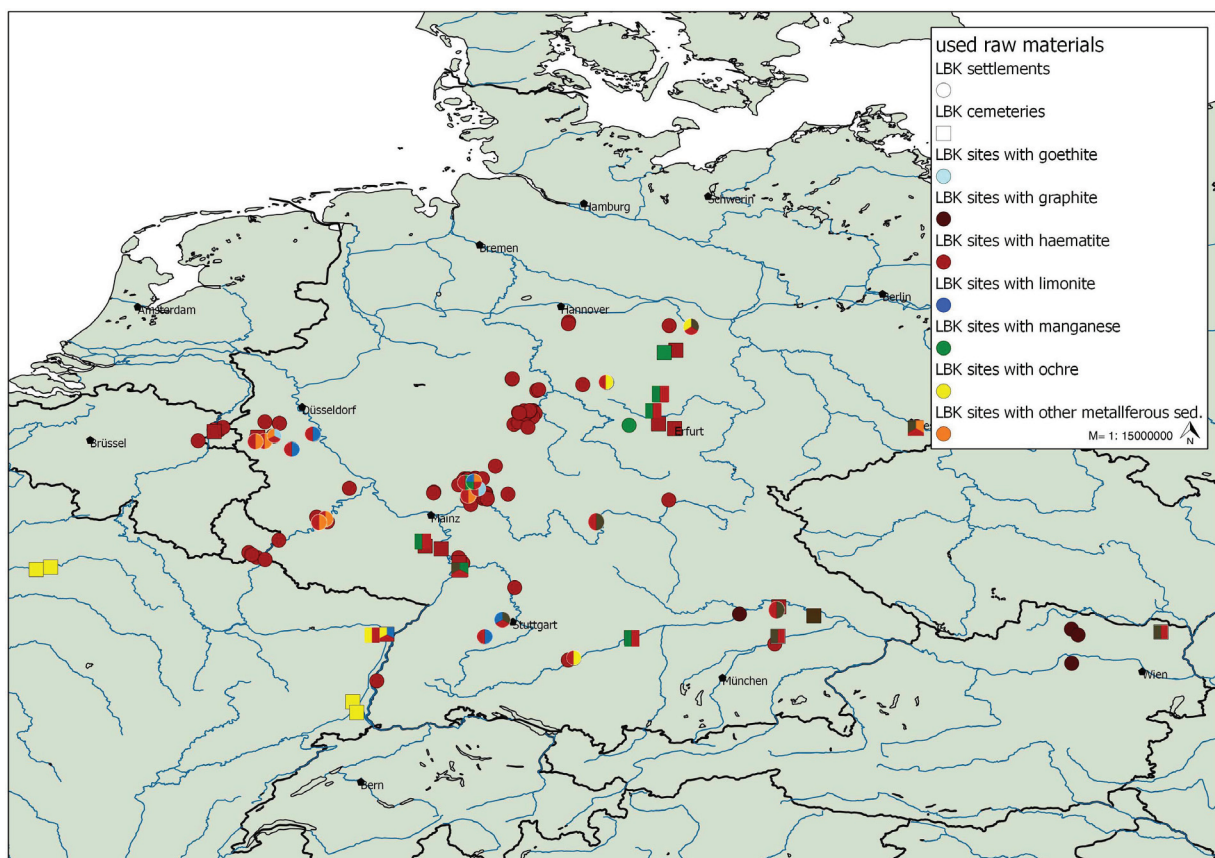 used raw materials
LBK settlements
LBK cemeteries
LBK sites with goethite
LBK sites with graphite
LBK sites with haematite
LBK sites with limonite
LBK sites with manganese
LBK sites with ochre
LBK sites with other metallferous sed.
M= 1: 15000000
N
Hamburg
Schwerin
Bremen
Berlin
Hannover
Amsterdam
Düsseldorf
Brüssel
Erfurt
Mainz
Stuttgart
München
Wien
Bern